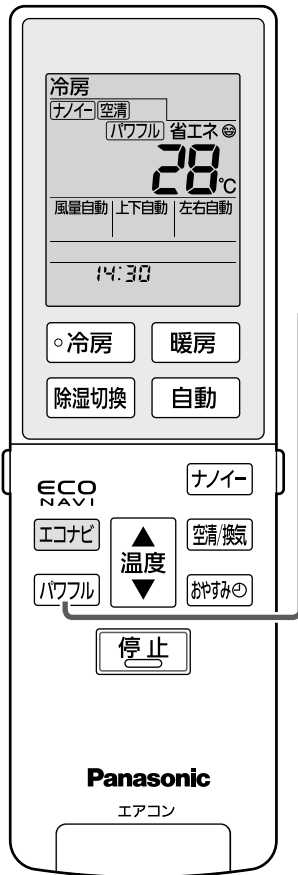 冷房
ナノイー 空清
パワフル 省エネ
28℃
風量自動 上下自動 左右自動
14:30
冷房 暖房
除湿切換 自動
ECO NAVI
ナノイー
エコナビ
温度
空清/換気
パワフル
おやすみ
停止
Panasonic
エアコン